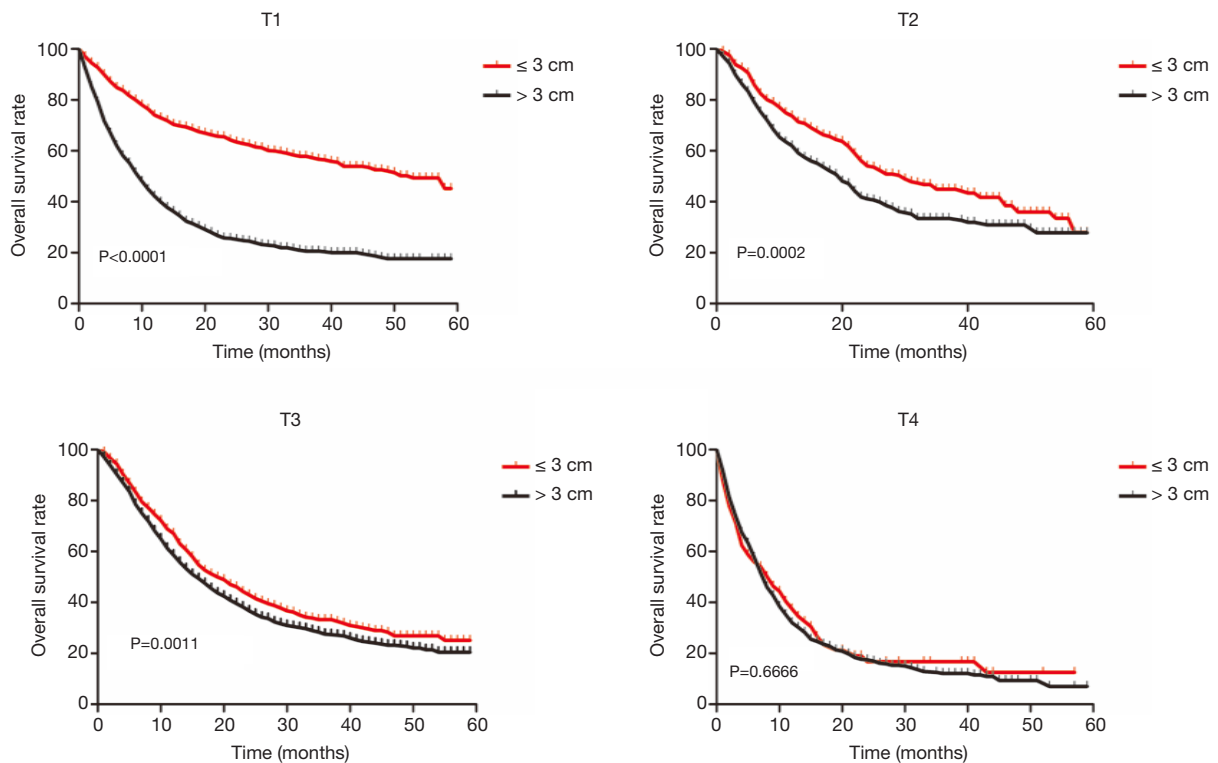 T1
100
80
60
40
20
0
Overall survival rate
≤ 3 cm
> 3 cm
P<0.0001
0 10 20 30 40 50 60
Time (months)
T2
100
80
60
40
20
0
Overall survival rate
≤ 3 cm
> 3 cm
P=0.0002
0 20 40 60
Time (months)
T3
100
80
60
40
20
0
Overall survival rate
≤ 3 cm
> 3 cm
P=0.0011
0 10 20 30 40 50 60
Time (months)
T4
100
80
60
40
20
0
Overall survival rate
≤ 3 cm
> 3 cm
P=0.6666
0 20 40 60
Time (months)